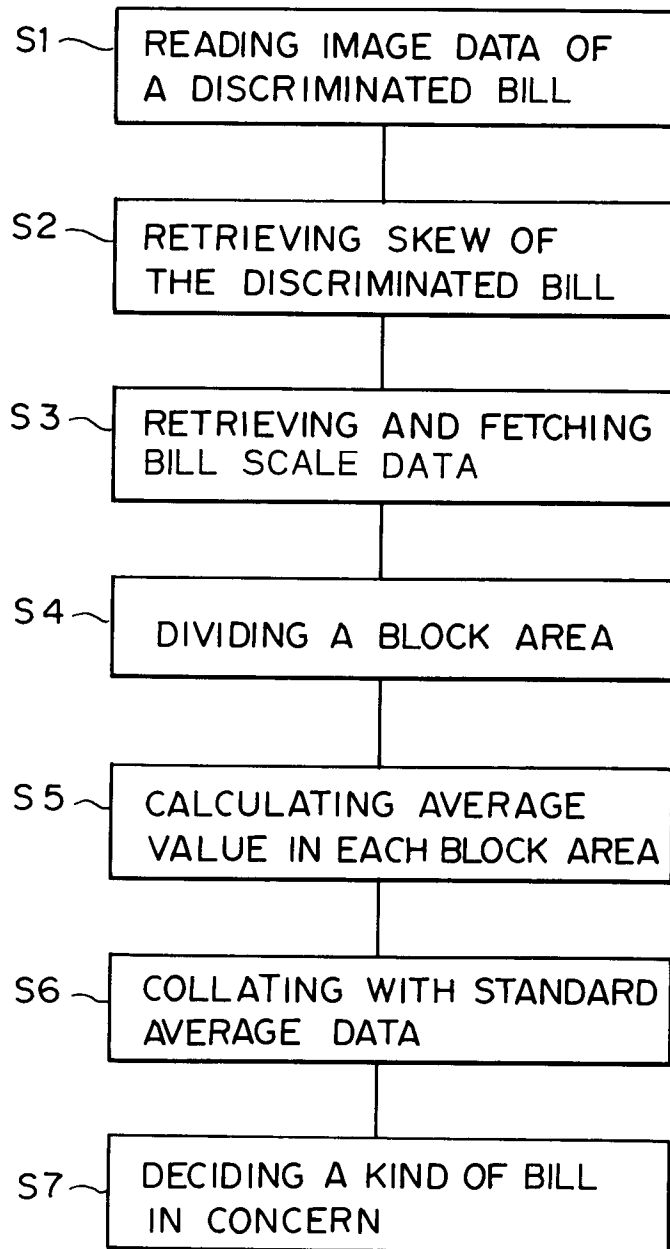 S1 READING IMAGE DATA OF
A DISCRIMINATED BILL
S2 RETRIEVING SKEW OF
THE DISCRIMINATED BILL
S3 RETRIEVING AND FETCHING
BILL SCALE DATA
S4 DIVIDING A BLOCK AREA
S5 CALCULATING AVERAGE
VALUE IN EACH BLOCK AREA
S6 COLLATING WITH STANDARD
AVERAGE DATA
S7 DECIDING A KIND OF BILL
IN CONCERN